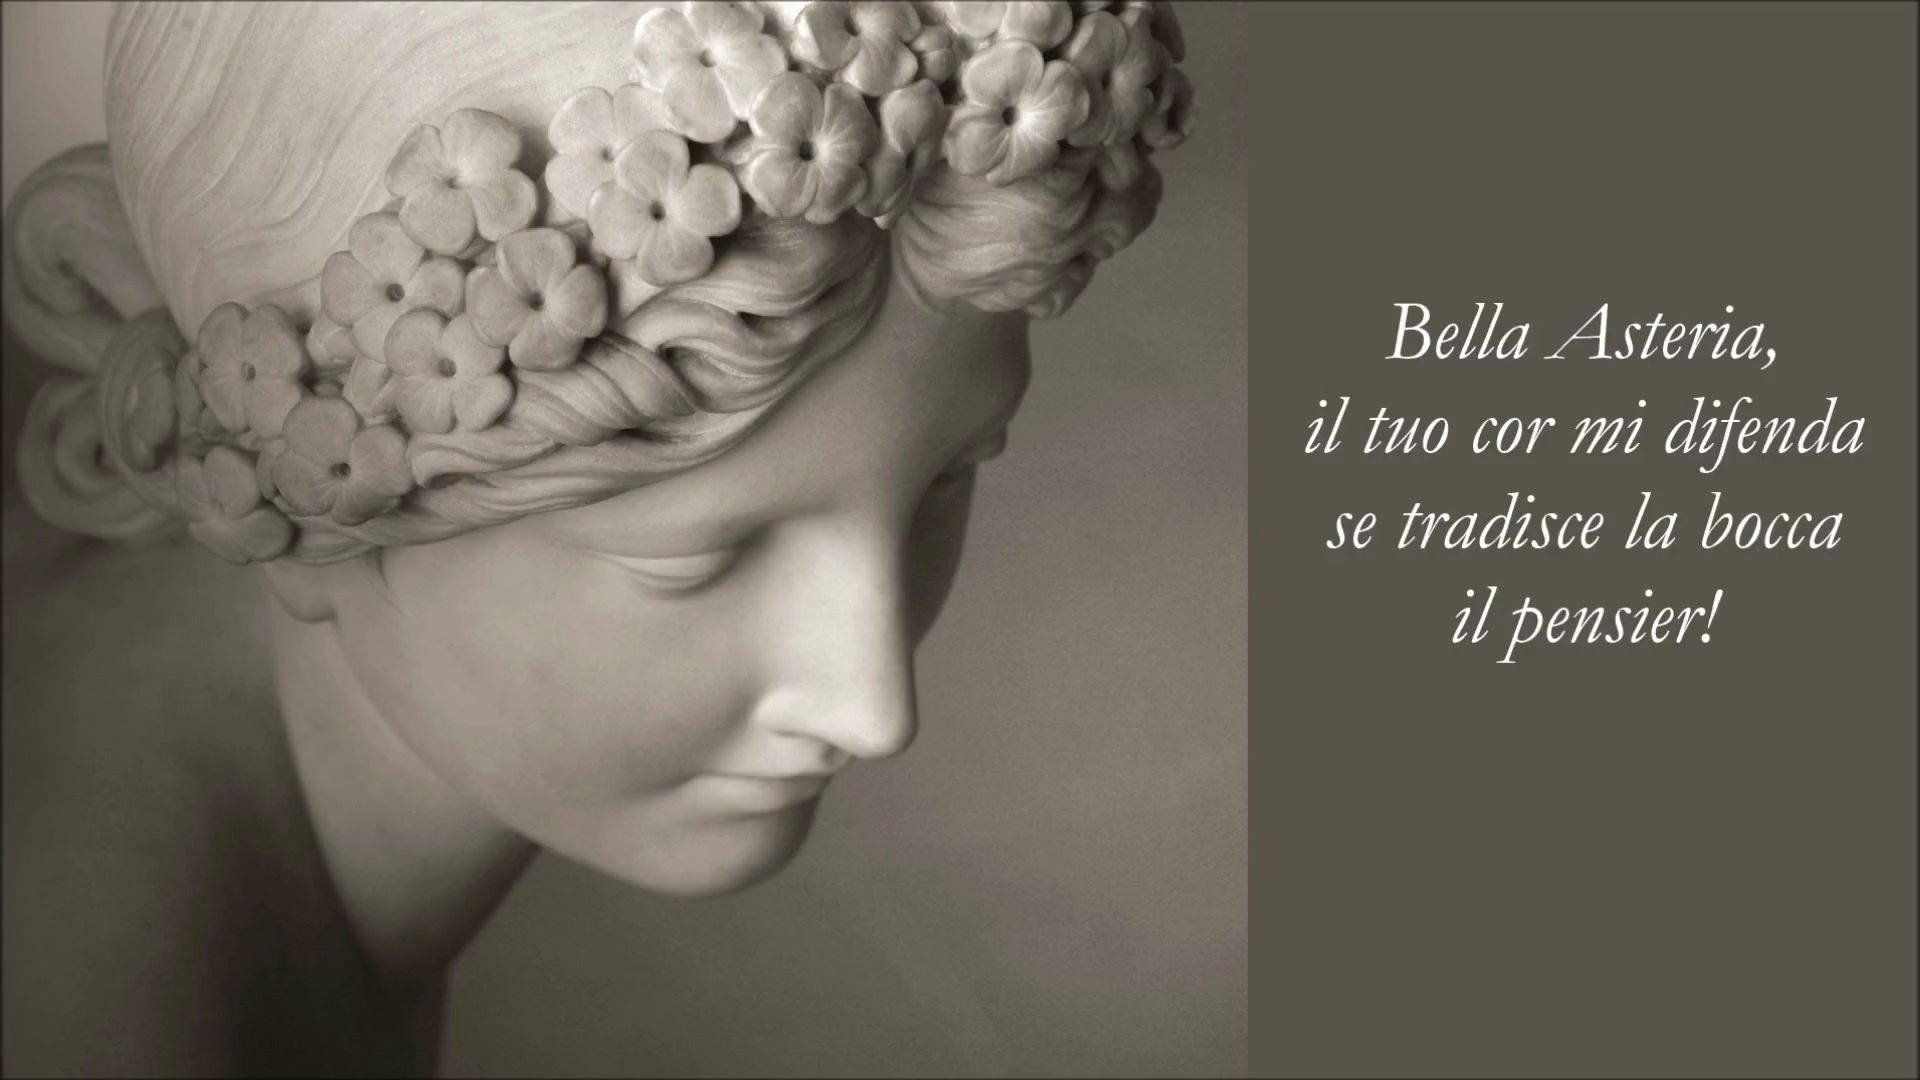 Bella Asteria,
il tuo cor mi difenda
se tradisce la bocca
il pensier!